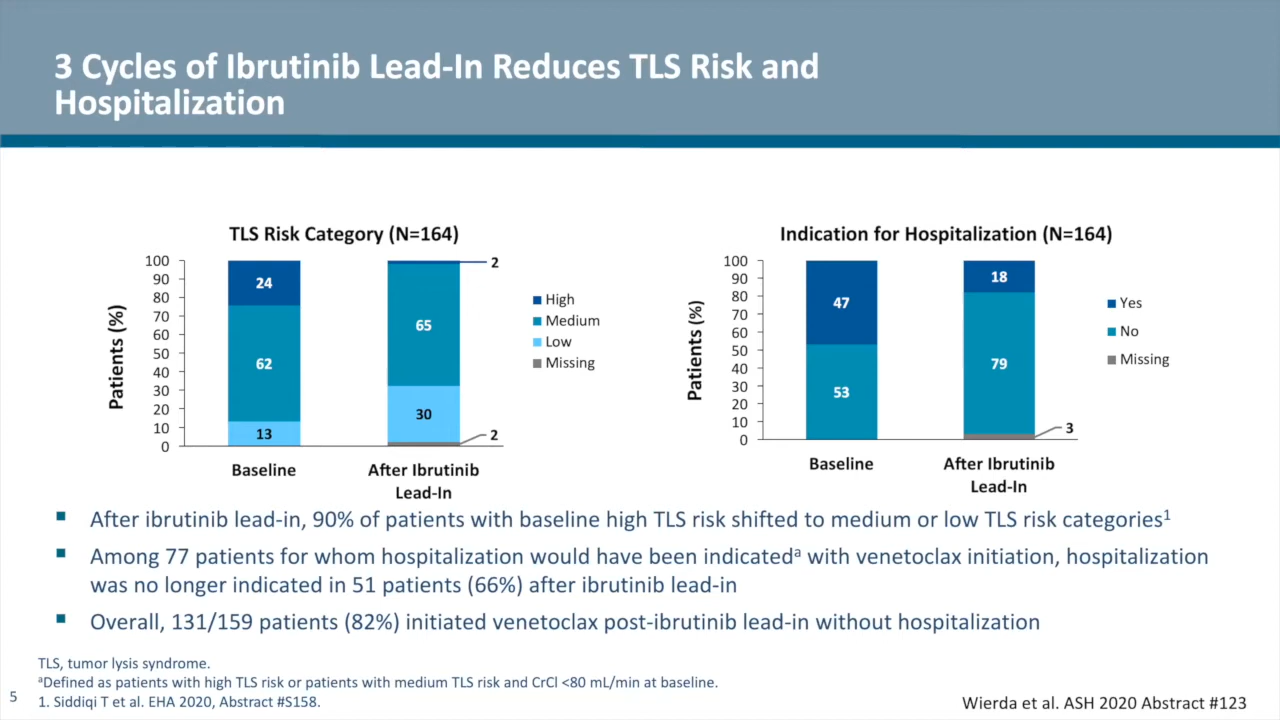 3 Cycles of Ibrutinib Lead-In Reduces TLS Risk and
Hospitalization
TLS Risk Category (N=164)
Patients (%)
100
90
80
70
60
50
40
30
20
10
0
24
62
13
2
65
30
2
Baseline
After Ibrutinib
Lead-In
High
Medium
Low
Missing
Indication for Hospitalization (N=164)
Patients (%)
100
90
80
70
60
50
40
30
20
10
0
47
53
18
79
3
Baseline
After Ibrutinib
Lead-In
Yes
No
Missing
▪ After ibrutinib lead-in, 90% of patients with baseline high TLS risk shifted to medium or low TLS risk categories¹
▪ Among 77 patients for whom hospitalization would have been indicatedᵃ with venetoclax initiation, hospitalization
was no longer indicated in 51 patients (66%) after ibrutinib lead-in
▪ Overall, 131/159 patients (82%) initiated venetoclax post-ibrutinib lead-in without hospitalization
TLS, tumor lysis syndrome.
ᵃDefined as patients with high TLS risk or patients with medium TLS risk and CrCl <80 mL/min at baseline.
1. Siddiqi T et al. EHA 2020, Abstract #S158.
5
Wierda et al. ASH 2020 Abstract #123